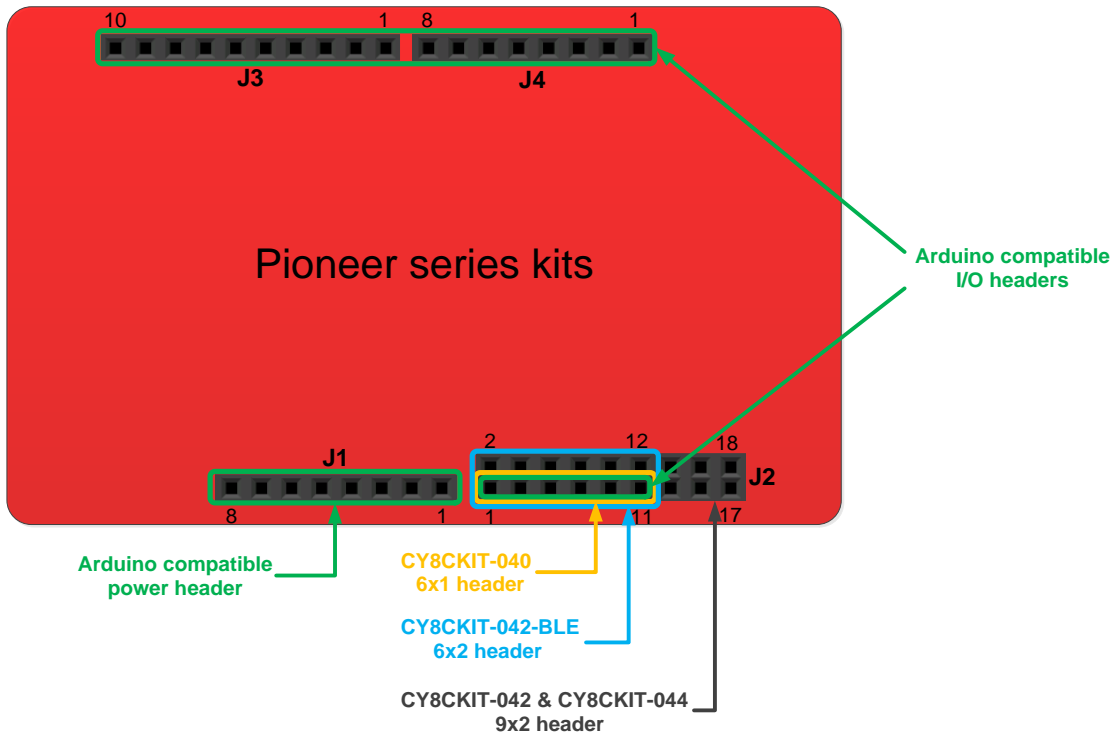 10 1 8 1
J3 J4
Pioneer series kits
Arduino compatible
I/O headers
J1
2 12 18
J2
8 1 1 11 17
Arduino compatible
power header
CY8CKIT-040
6x1 header
CY8CKIT-042-BLE
6x2 header
CY8CKIT-042 & CY8CKIT-044
9x2 header